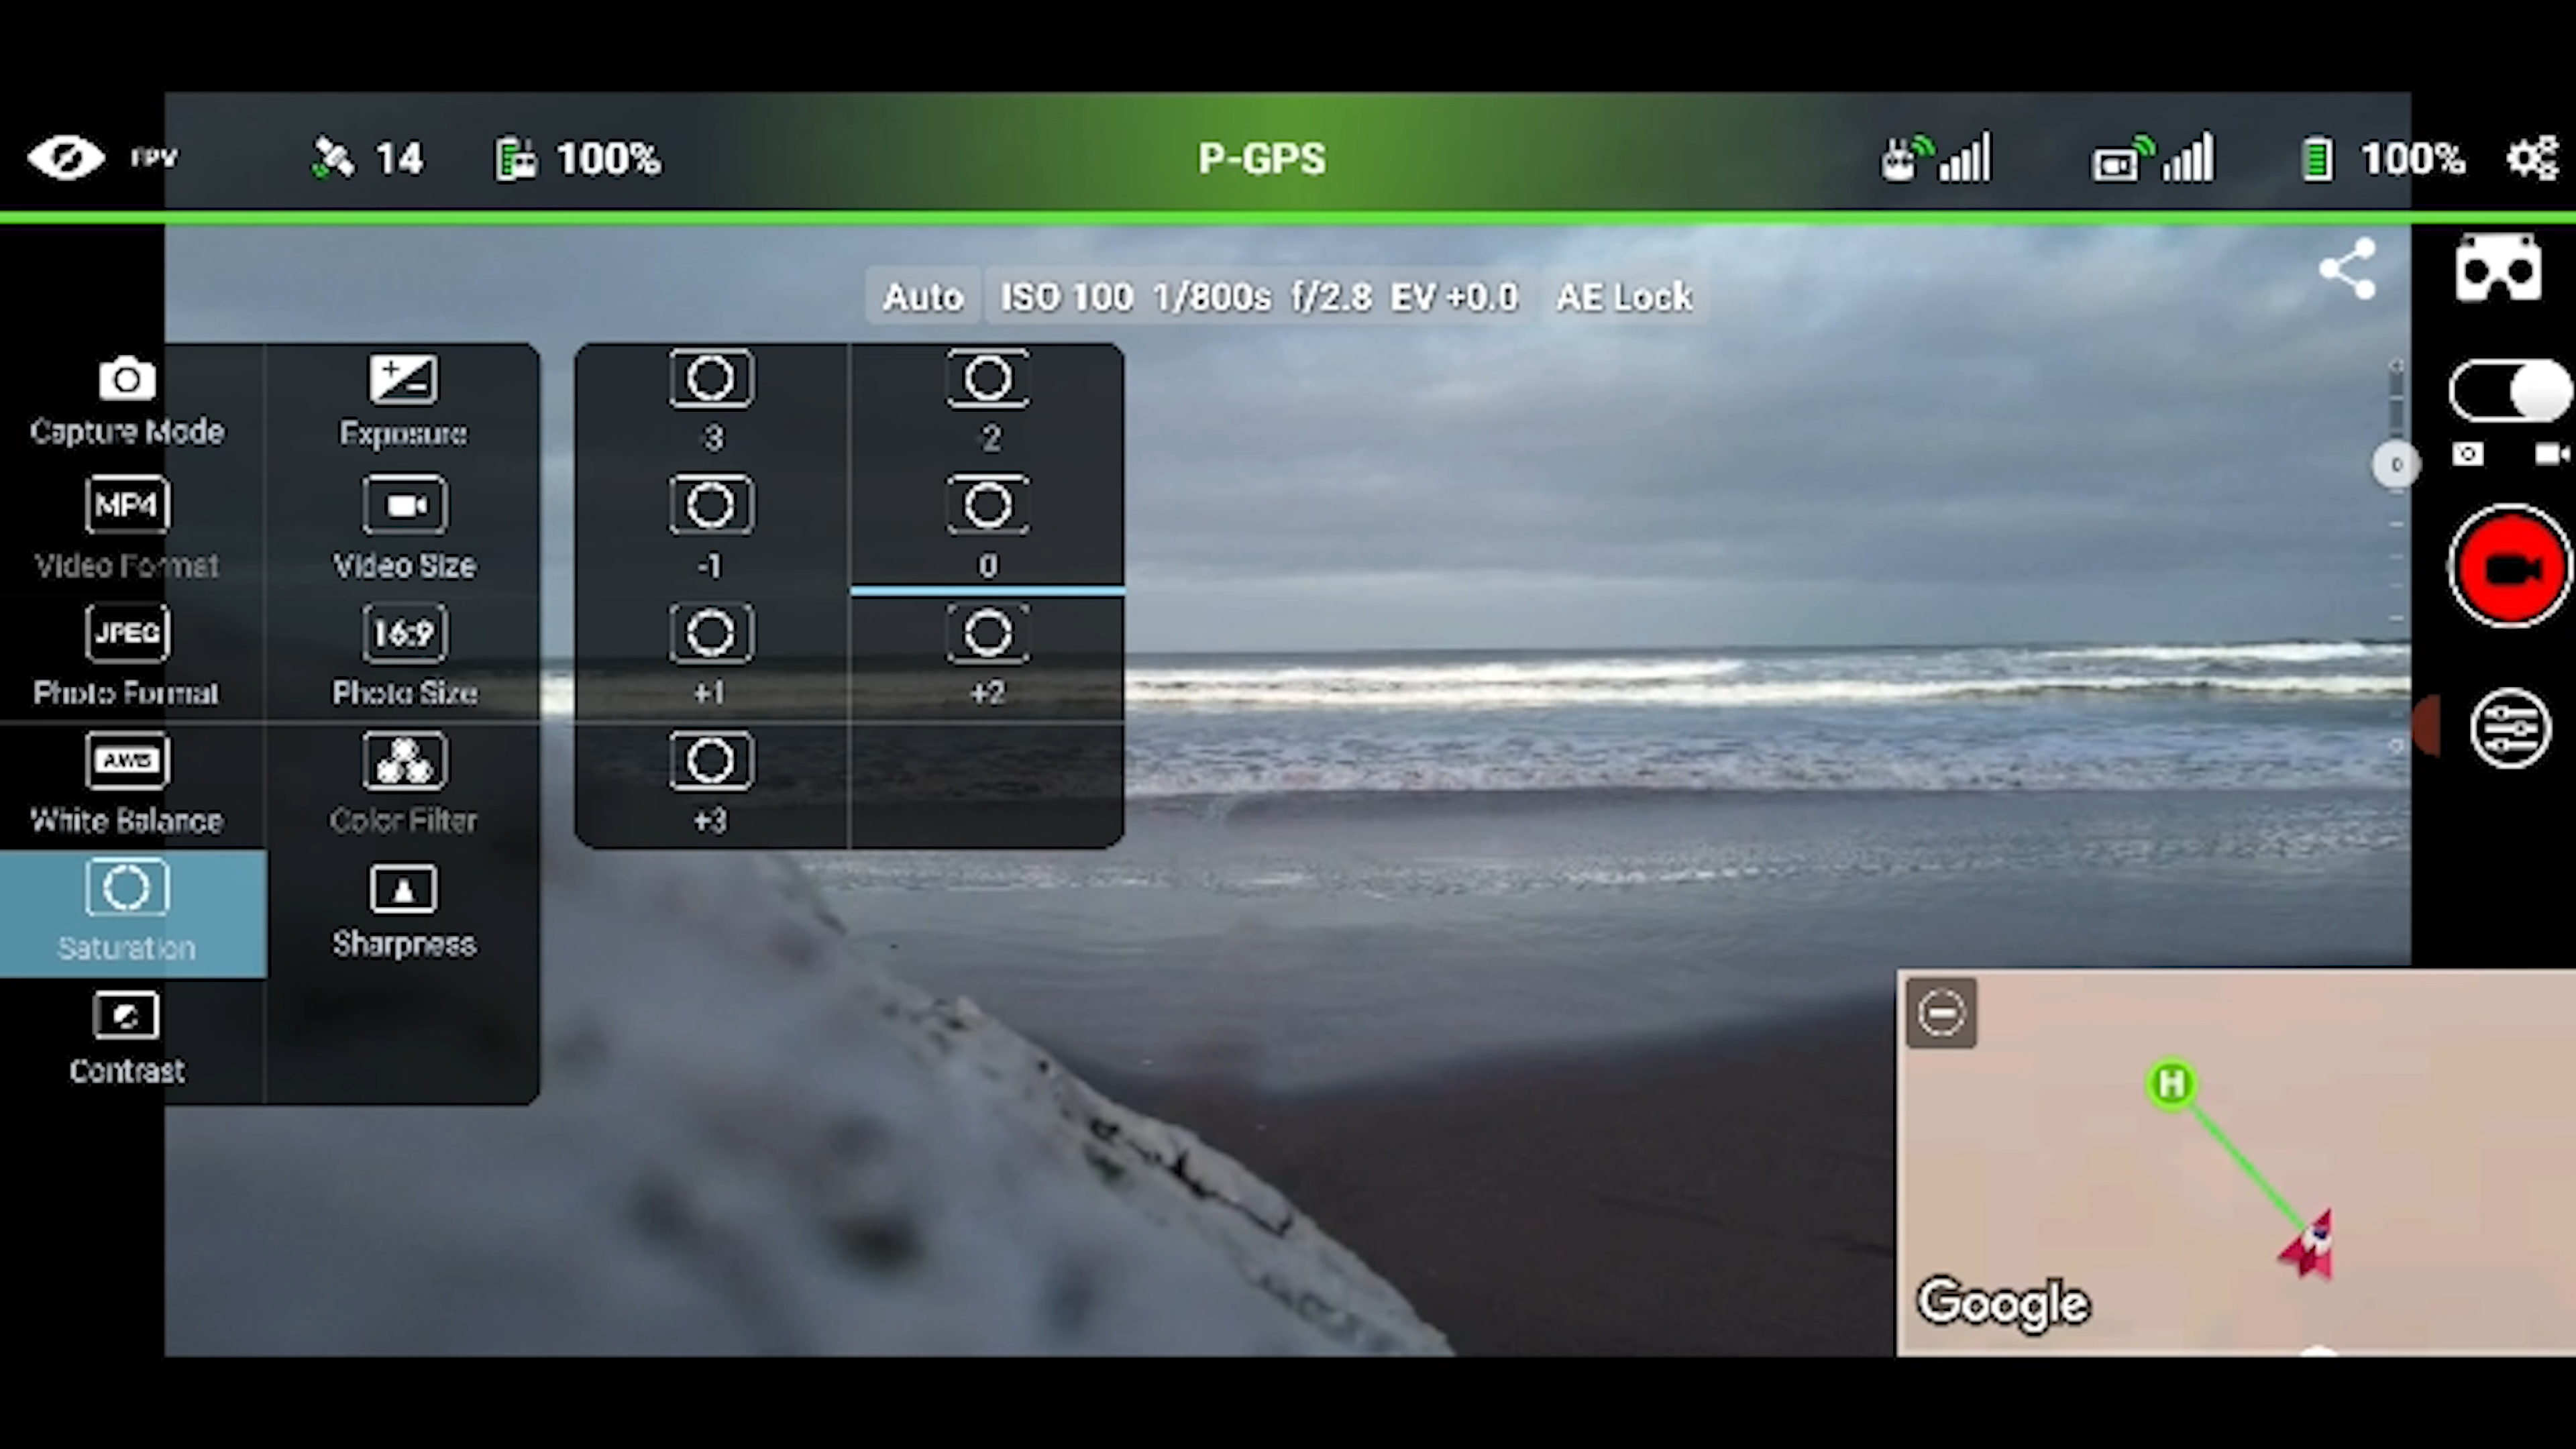 FPV 14 100% P-GPS 100%
Auto ISO 100 1/800s f/2.8 EV +0.0 AE Lock
Capture Mode Exposure
-3 -2
0
MP4
Video Format Video Size
-1 0
JPEG 16:9
Photo Format Photo Size
+1 +2
AWB
White Balance Color Filter
+3
Saturation Sharpness
Contrast
H
Google